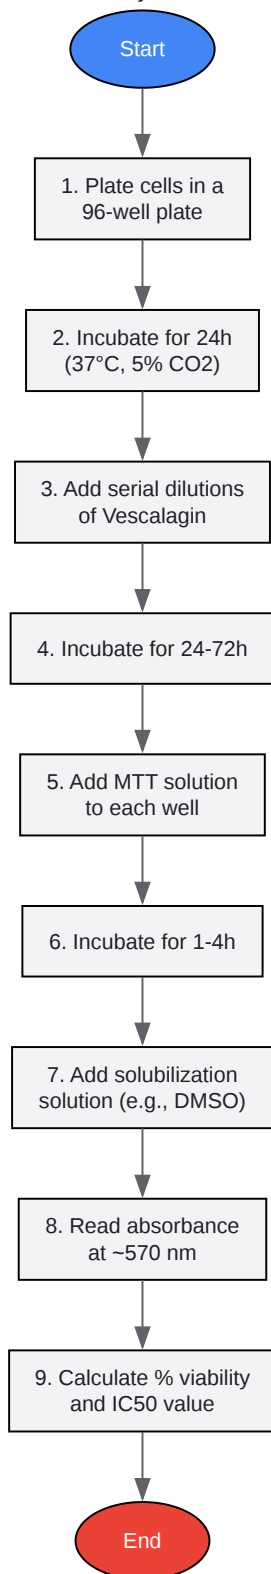 Start
1. Plate cells in a
96-well plate
2. Incubate for 24h
(37°C, 5% CO2)
3. Add serial dilutions
of Vescalagin
4. Incubate for 24-72h
5. Add MTT solution
to each well
6. Incubate for 1-4h
7. Add solubilization
solution (e.g., DMSO)
8. Read absorbance
at ~570 nm
9. Calculate % viability
and IC50 value
End